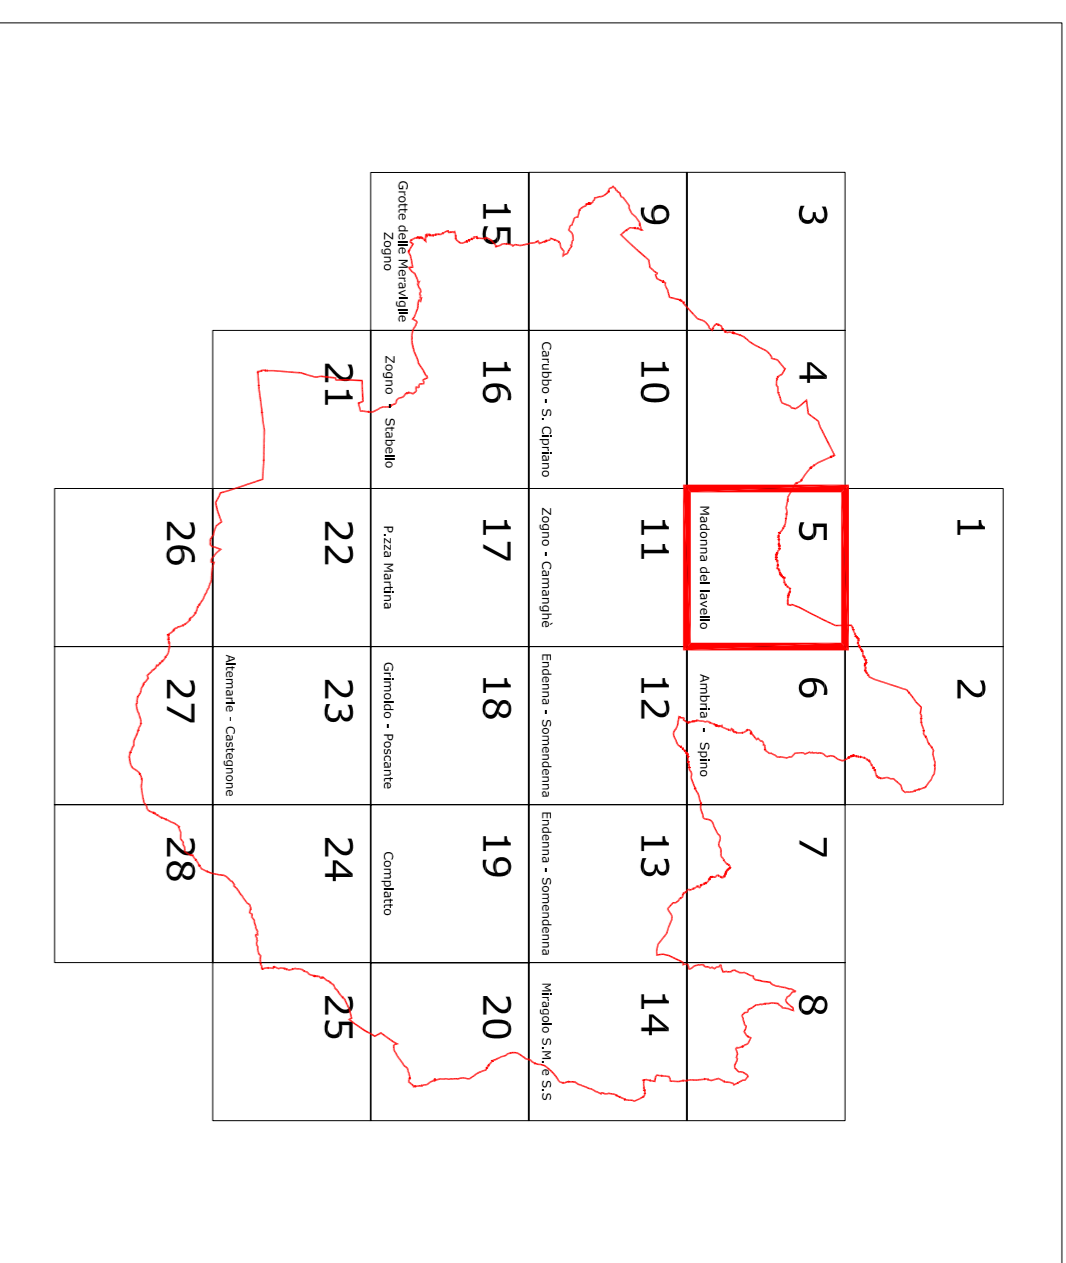 1
2
3
4
5
Madonna del lavello
6
Ambria - Spino
7
8
9
10
Carubbo - S. Cipriano
11
Zogno - Camanghè
12
Endenna - Somendenna
13
Endenna - Somendenna
14
Miragolo S.M. e S.S
15
Grotte delle Meraviglie
Zogno
16
Zogno - Stabello
17
P.zza Martina
18
Grimoldo - Poscante
19
Complatto
20
21
22
23
Altemarie - Castegnone
24
25
26
27
28